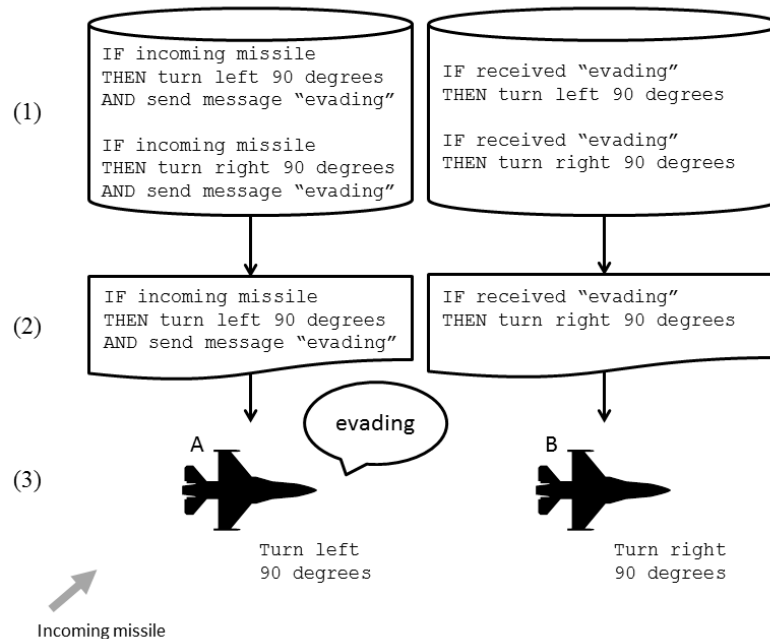 IF incoming missile
THEN turn left 90 degrees
AND send message “evading”
IF incoming missile
THEN turn right 90 degrees
AND send message “evading”
IF received “evading”
THEN turn left 90 degrees
IF received “evading”
THEN turn right 90 degrees
(1)
IF incoming missile
THEN turn left 90 degrees
AND send message “evading”
IF received “evading”
THEN turn right 90 degrees
(2)
evading
A
B
(3)
Turn left
90 degrees
Turn right
90 degrees
Incoming missile